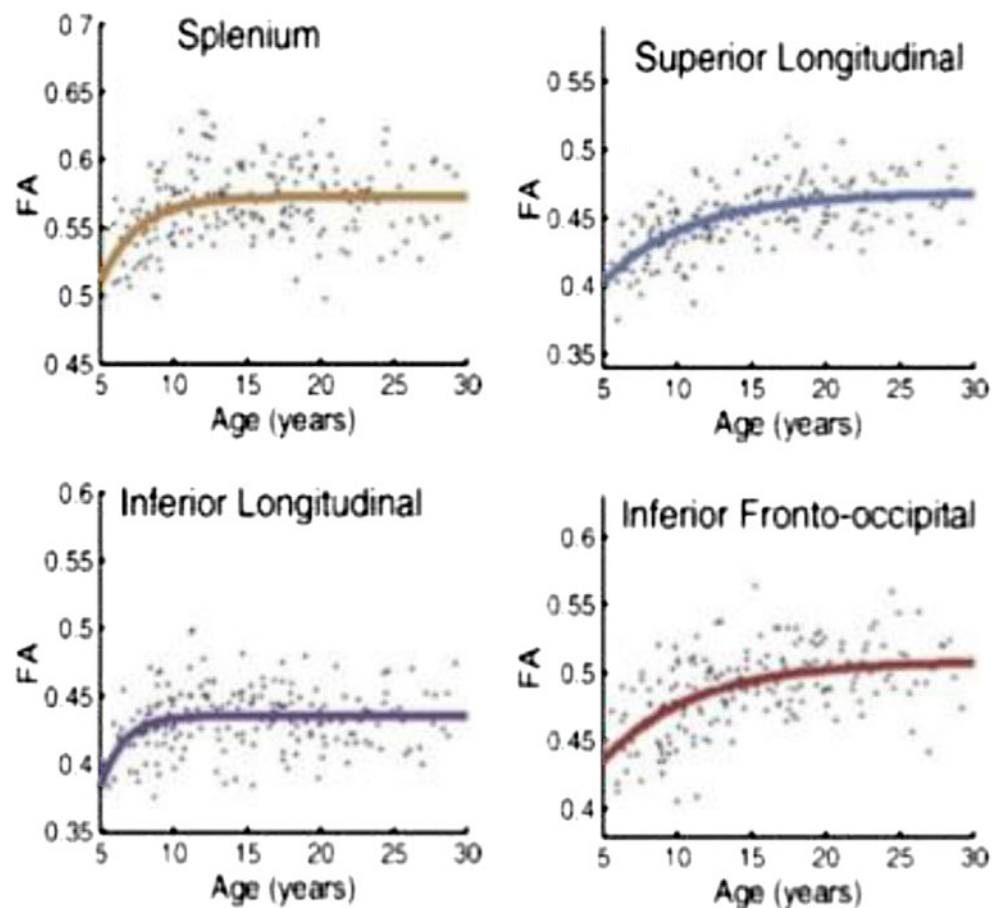 Splenium
0.7
0.65
0.6
0.55
0.5
0.45
FA
5 10 15 20 25 30
Age (years)
Superior Longitudinal
0.55
0.5
0.45
0.4
0.35
FA
5 10 15 20 25 30
Age (years)
Inferior Longitudinal
0.6
0.55
0.5
0.45
0.4
0.35
FA
5 10 15 20 25 30
Age (years)
Inferior Fronto-occipital
0.6
0.55
0.5
0.45
0.4
FA
5 10 15 20 25 30
Age (years)